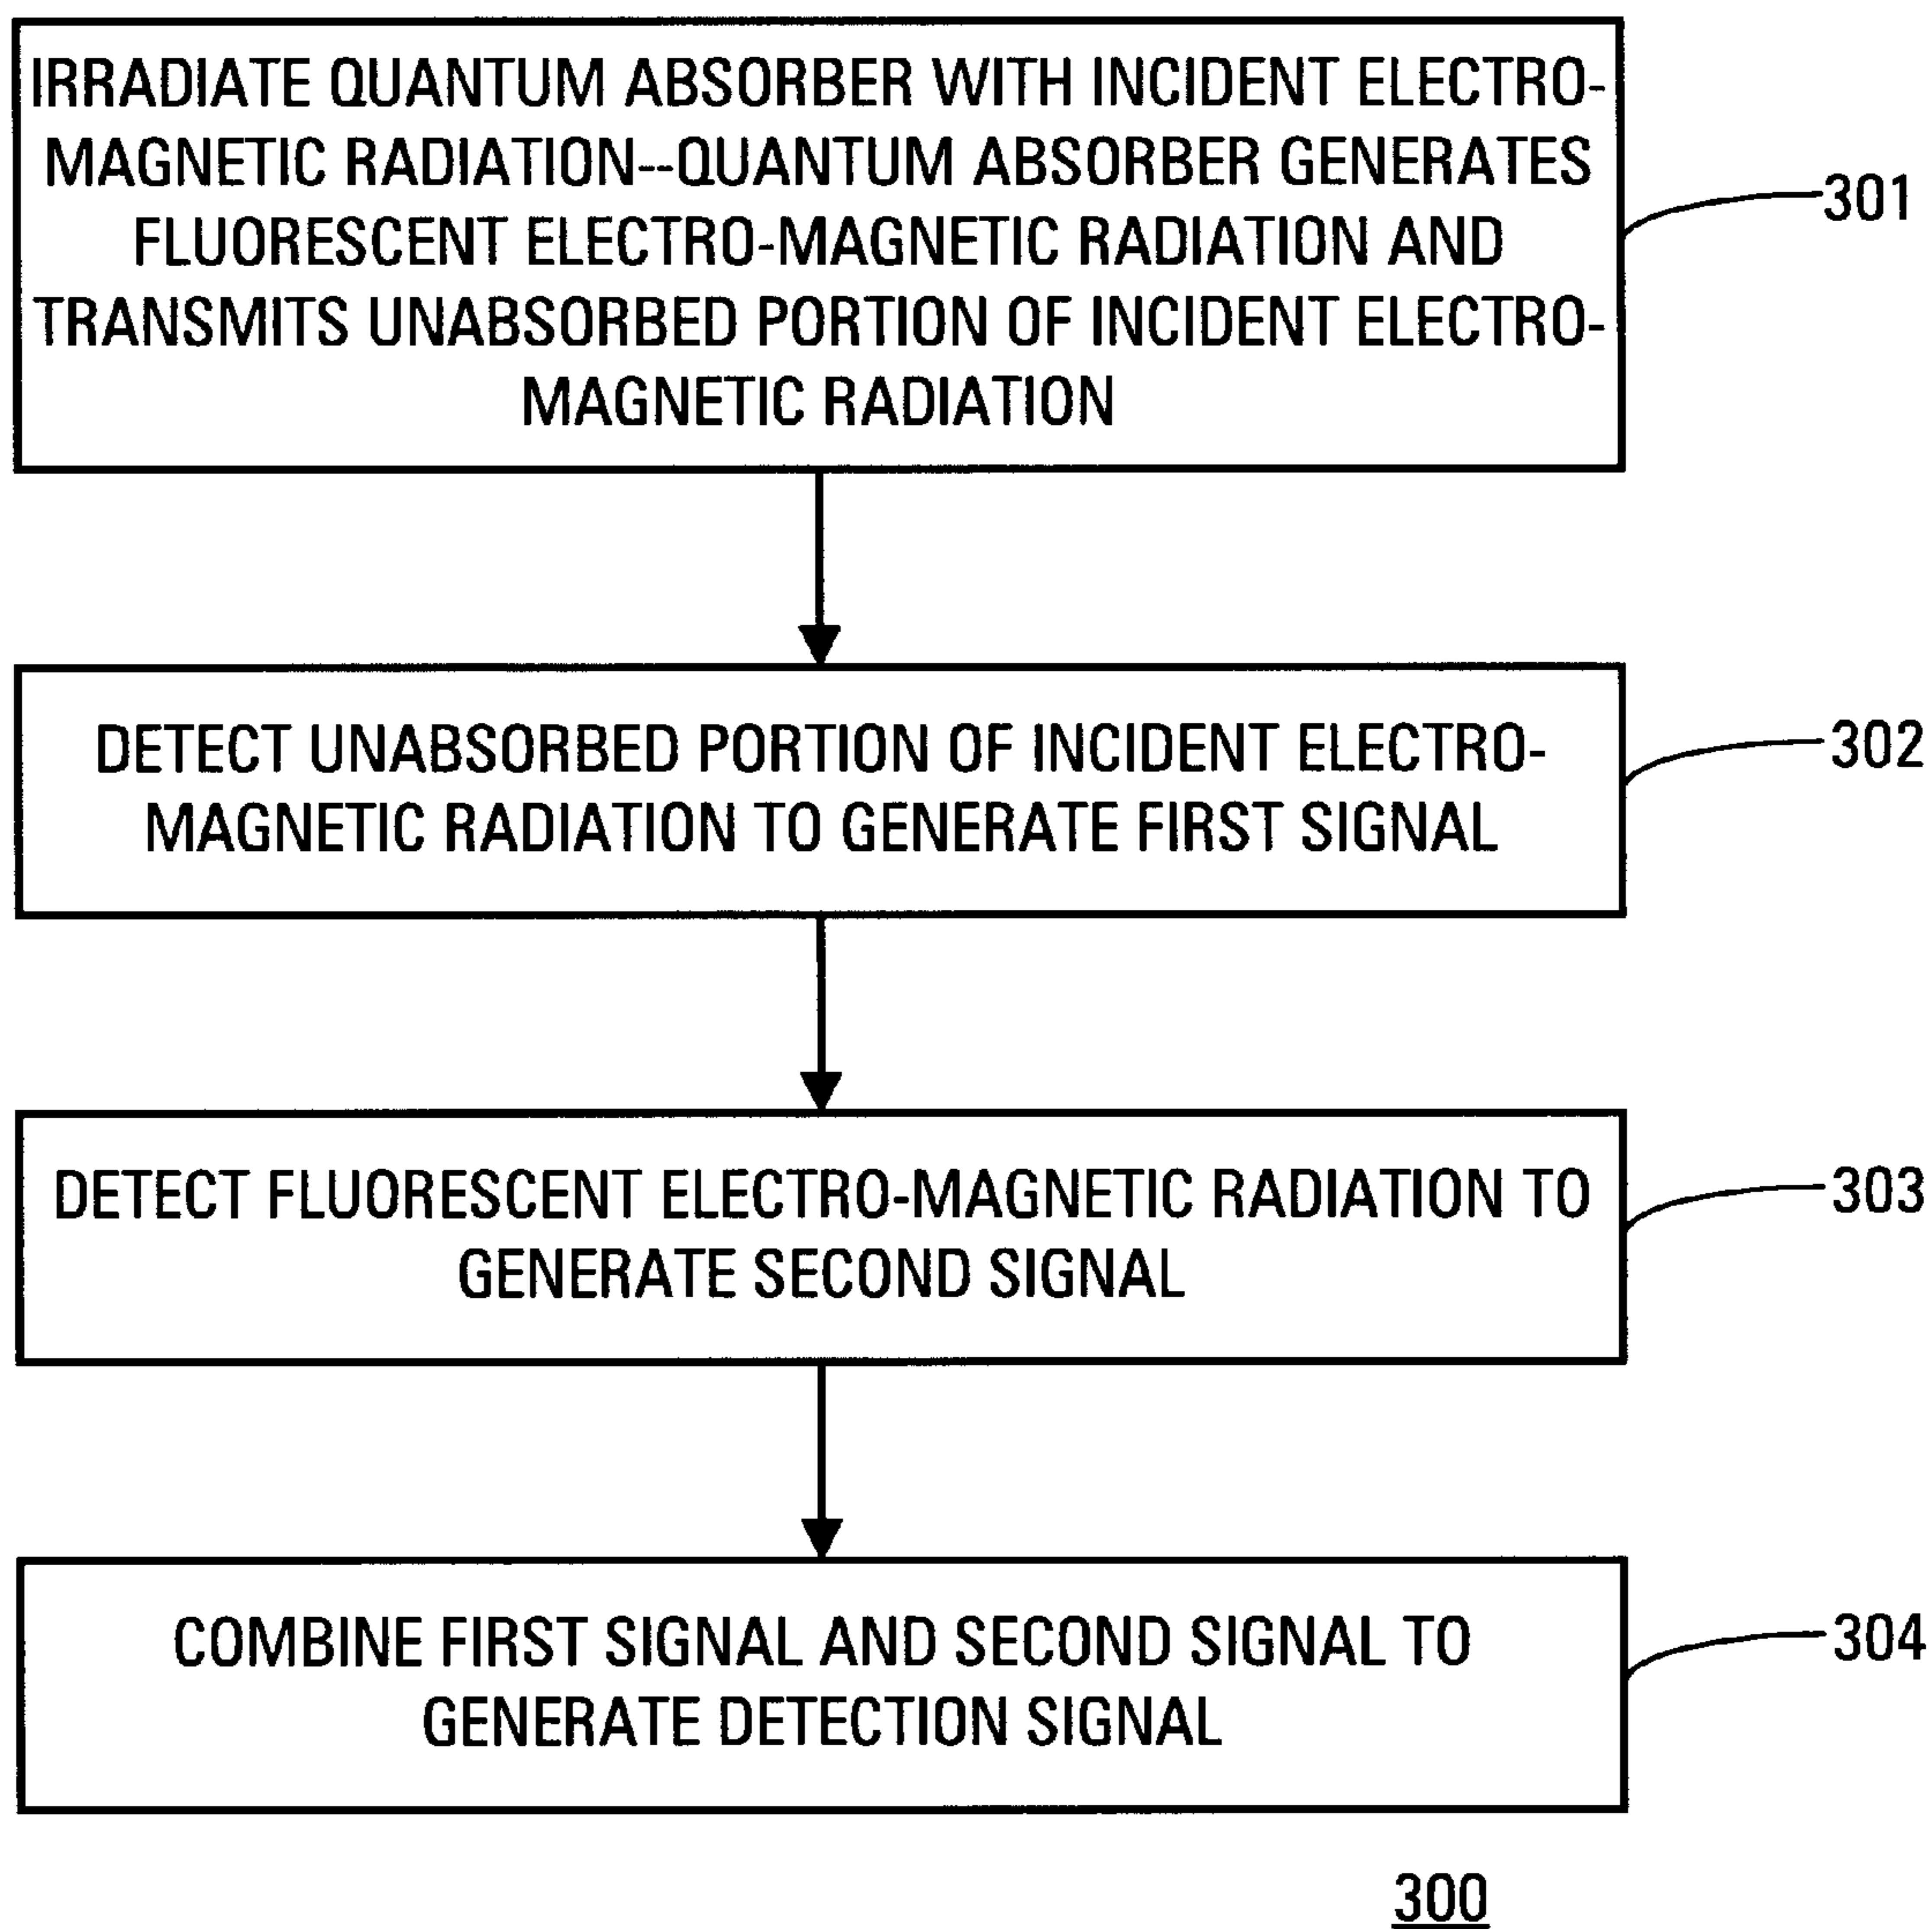 IRRADIATE QUANTUM ABSORBER WITH INCIDENT ELECTRO-
MAGNETIC RADIATION--QUANTUM ABSORBER GENERATES
FLUORESCENT ELECTRO-MAGNETIC RADIATION AND
TRANSMITS UNABSORBED PORTION OF INCIDENT ELECTRO-
MAGNETIC RADIATION
301
DETECT UNABSORBED PORTION OF INCIDENT ELECTRO-
MAGNETIC RADIATION TO GENERATE FIRST SIGNAL
302
DETECT FLUORESCENT ELECTRO-MAGNETIC RADIATION TO
GENERATE SECOND SIGNAL
303
COMBINE FIRST SIGNAL AND SECOND SIGNAL TO
GENERATE DETECTION SIGNAL
304
300